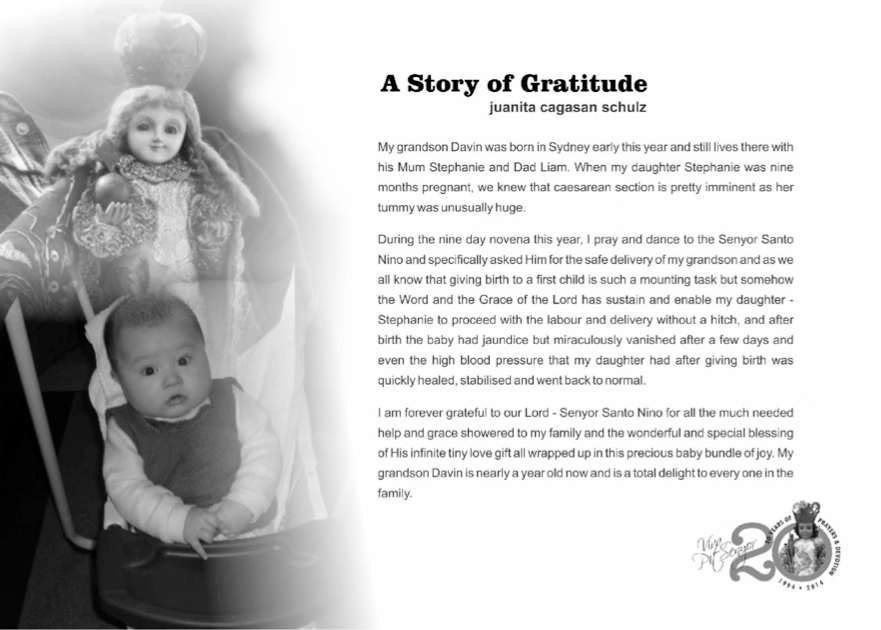 A Story of Gratitude
juanita cagasan schulz
My grandson Davin was born in Sydney early this year and still lives there with
his Mum Stephanie and Dad Liam. When my daughter Stephanie was nine
months pregnant, we knew that caesarean section is pretty imminent as her
tummy was unusually huge.
During the nine day novena this year, I pray and dance to the Senyor Santo
Nino and specifically asked Him for the safe delivery of my grandson and as we
all know that giving birth to a first child is such a mounting task but somehow
the Word and the Grace of the Lord has sustain and enable my daughter -
Stephanie to proceed with the labour and delivery without a hitch, and after
birth the baby had jaundice but miraculously vanished after a few days and
even the high blood pressure that my daughter had after giving birth was
quickly healed, stabilised and went back to normal.
I am forever grateful to our Lord - Senyor Santo Nino for all the much needed
help and grace showered to my family and the wonderful and special blessing
of His infinite tiny love gift all wrapped up in this precious baby bundle of joy. My
grandson Davin is nearly a year old now and is a total delight to every one in the
family.
Viva
Pit Senyor
20
20 YEARS OF PRAYERS & DEVOTION
1994 • 2014